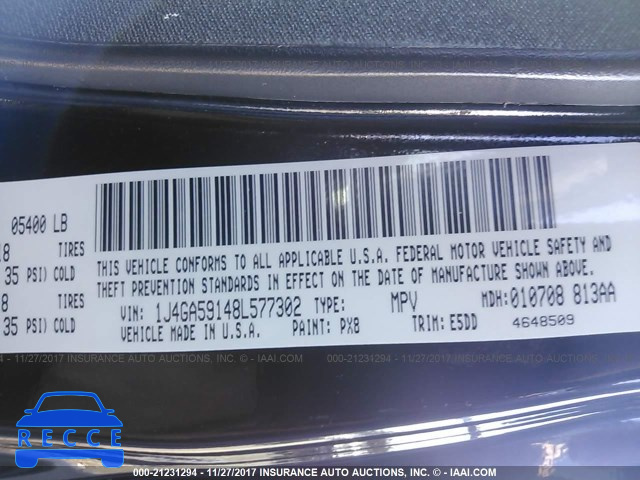 05400 LB
8 TIRES
35 PSI) COLD
8 TIRES
35 PSI) COLD
THIS VEHICLE CONFORMS TO ALL APPLICABLE U.S.A. FEDERAL MOTOR VEHICLE SAFETY AND
THEFT PREVENTION STANDARDS IN EFFECT ON THE DATE OF MANUFACTURE SHOWN ABOVE.
VIN: 1J4GA59148L577302 TYPE: MPV MDH: 010708 813AA
VEHICLE MADE IN U.S.A. PAINT: PX8 TRIM: E5DD 4648509
94 - 11/27/2017 INSURANCE AUTO AUCTIONS, INC. - ©IAAI.COM 000-21231294 - 11/27/2017 INSURANCE AUTO
RECCE
000-21231294 - 11/27/2017 INSURANCE AUTO AUCTIONS, INC. - ©IAAI.COM